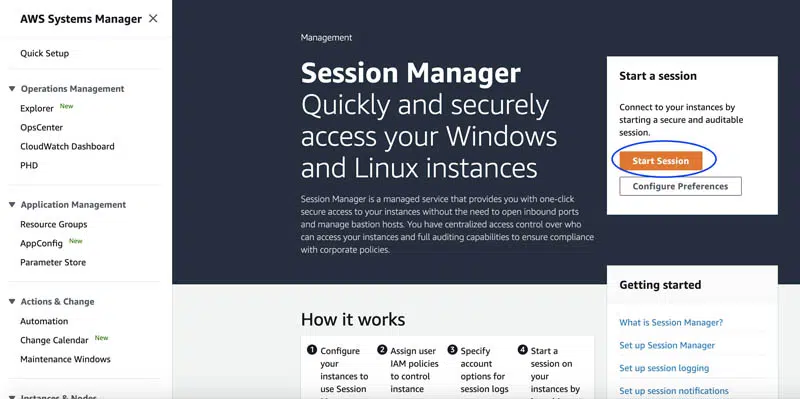 AWS Systems Manager
Quick Setup
Operations Management
Explorer New
OpsCenter
CloudWatch Dashboard
PHD
Application Management
Resource Groups
AppConfig New
Parameter Store
Actions & Change
Automation
Change Calendar New
Maintenance Windows
Instances & Nodes
Management
Session Manager
Quickly and securely
access your Windows
and Linux instances
Session Manager is a managed service that provides you with one-click
secure access to your instances without the need to open inbound ports
and manage bastion hosts. You have centralized access control over who
can access your instances and full auditing capabilities to ensure compliance
with corporate policies.
Start a session
Connect to your instances by
starting a secure and auditable
session.
Start Session
Configure Preferences
How it works
1 Configure
your
instances to
use Session
2 Assign user
IAM policies
to control
instance
3 Specify
account
options for
session logs
4 Start a
session on
your
instances by
Getting started
What is Session Manager?
Set up Session Manager
Set up session logging
Set up session notifications